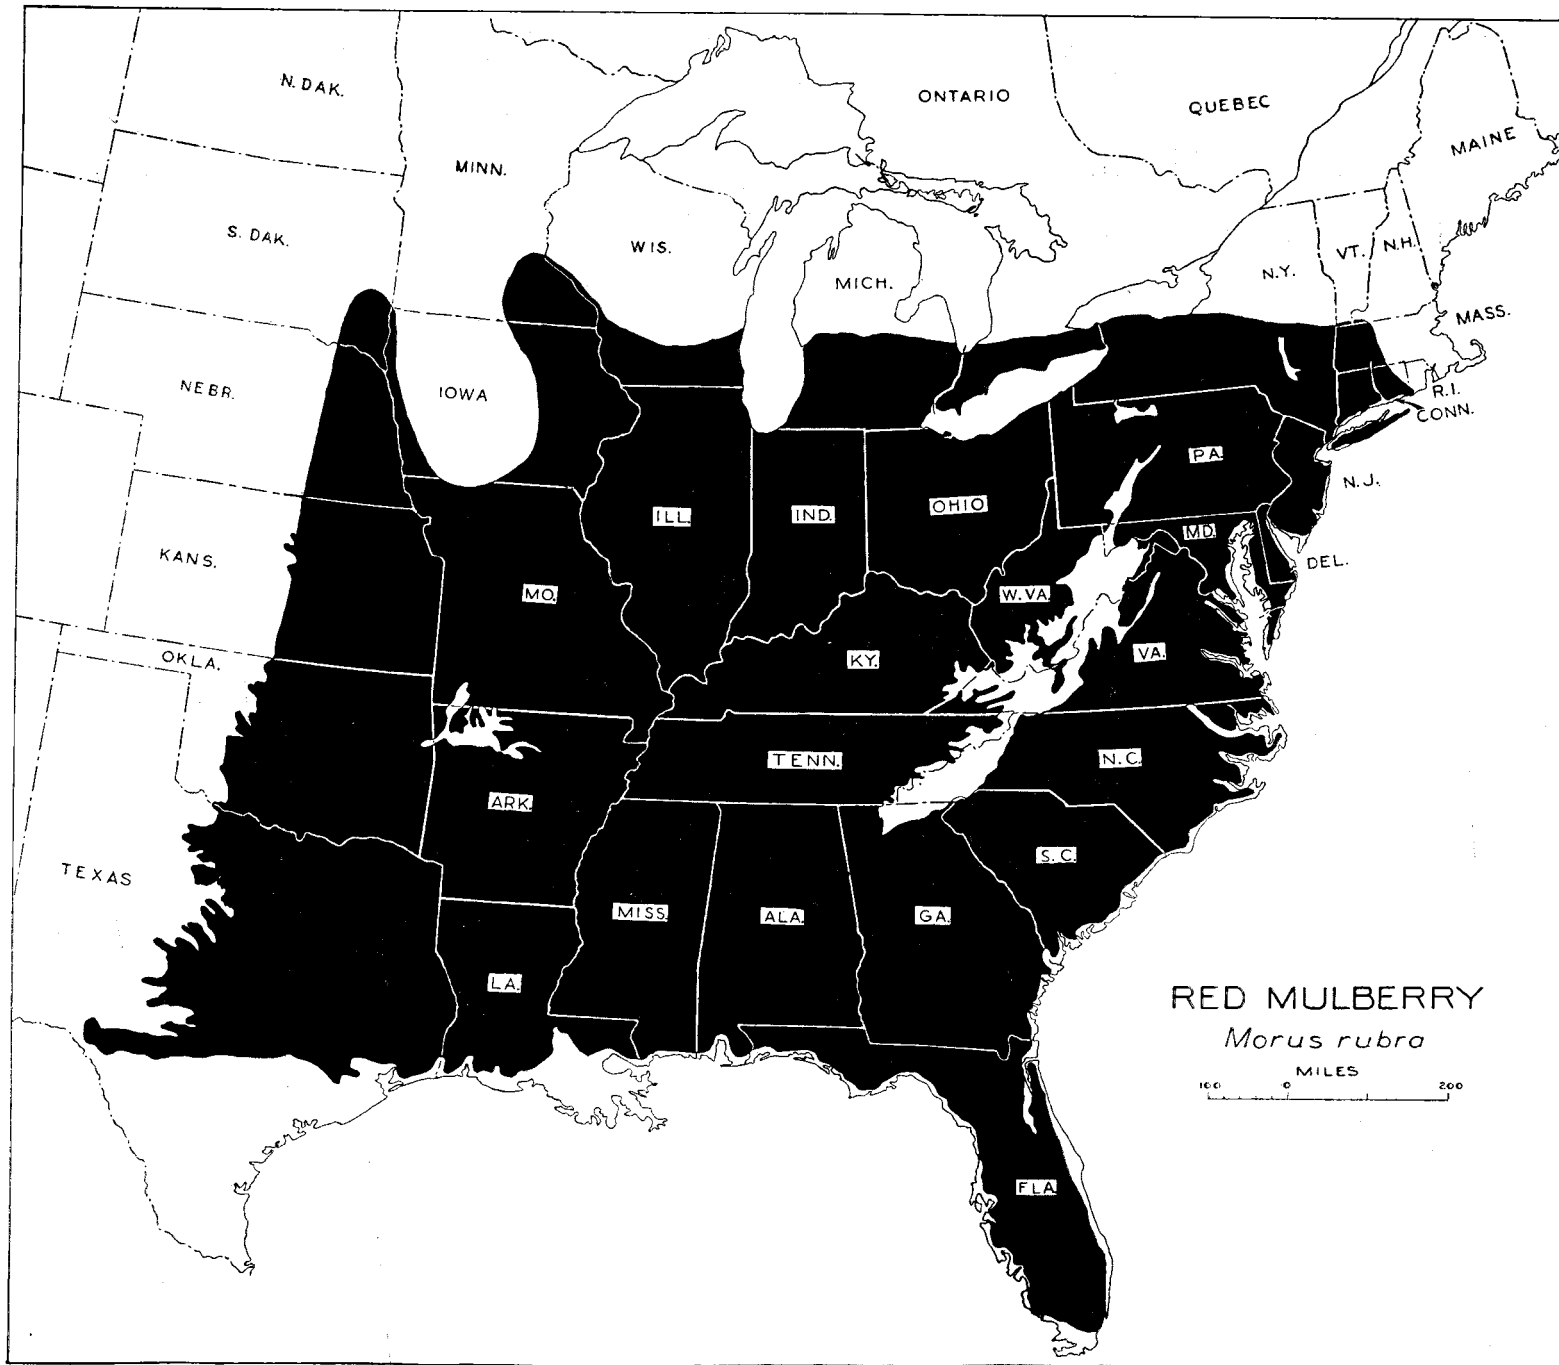 N. DAK.
MINN.
ONTARIO
QUEBEC
MAINE
S. DAK.
WIS.
MICH.
N.Y.
VT.
N.H.
MASS.
NEBR.
IOWA
R.I.
CONN.
PA.
N.J.
KANS.
ILL.
IND.
OHIO
MD.
DEL.
MO.
W.VA.
OKLA.
KY.
VA.
TENN.
N.C.
ARK.
TEXAS
S.C.
MISS.
ALA.
GA.
LA.
RED MULBERRY
Morus rubra
MILES
100 0 200
FLA.